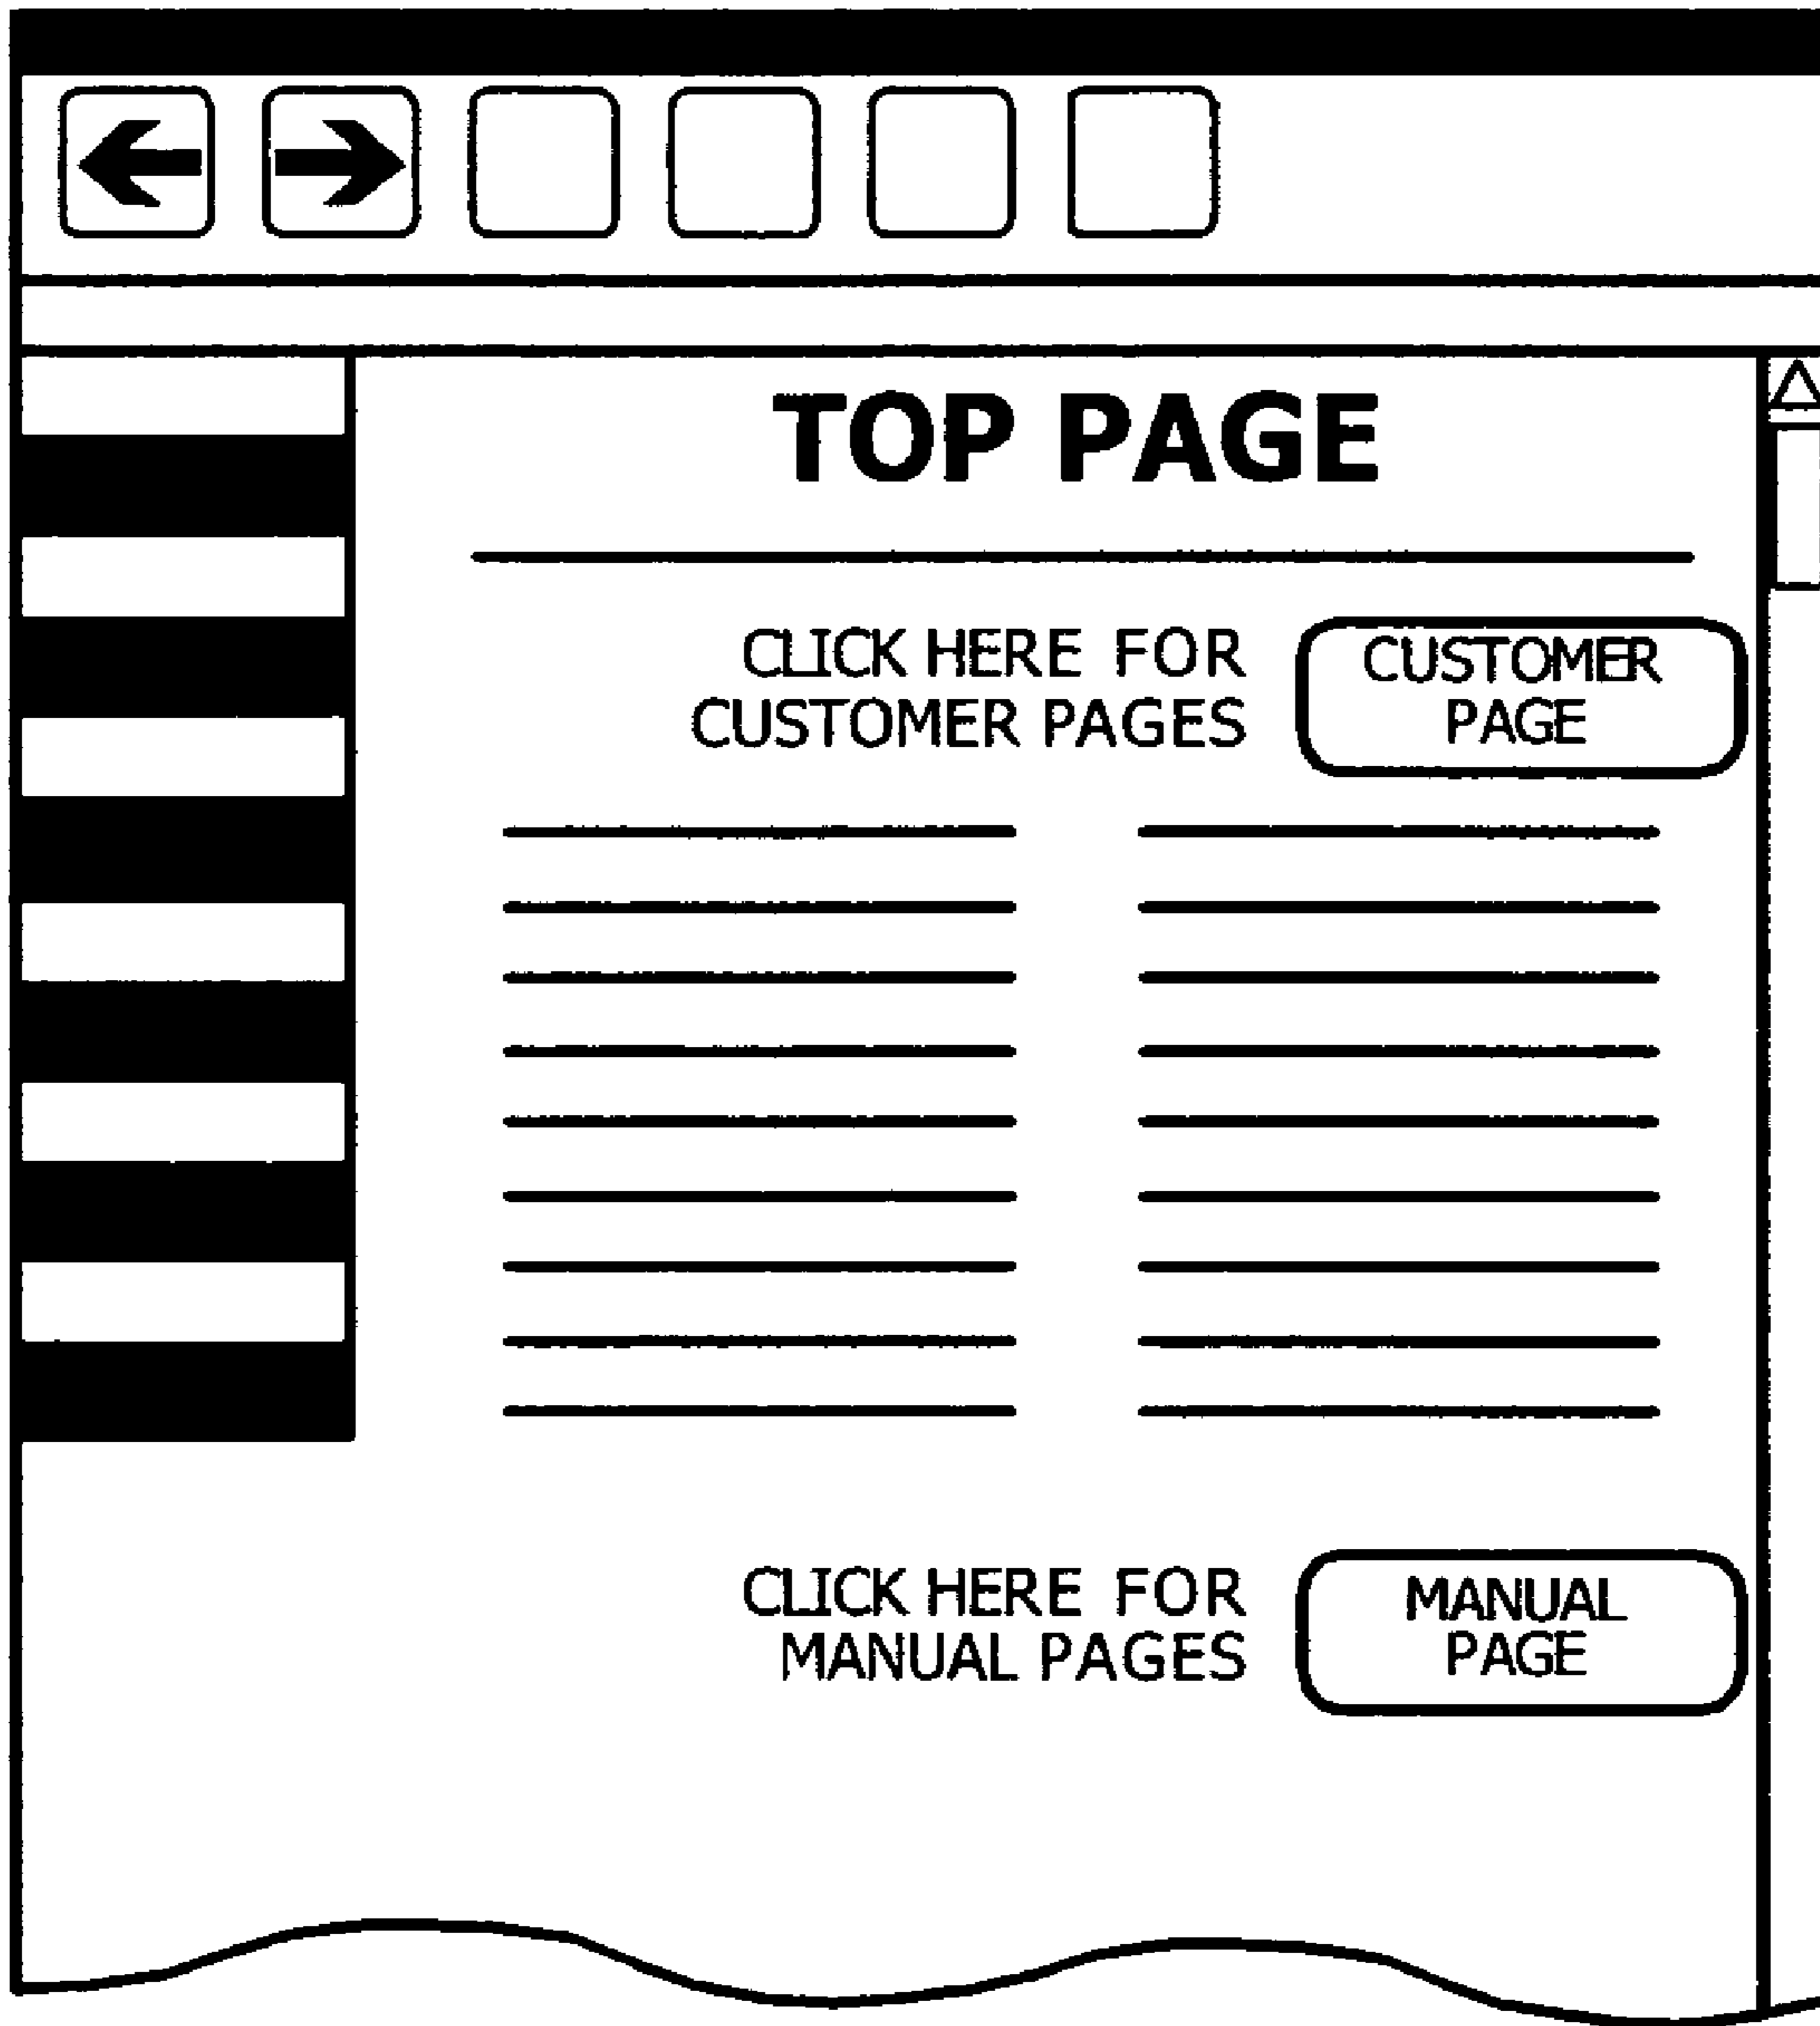 TOP PAGE
CLICK HERE FOR
CUSTOMER PAGES
CUSTOMER
PAGE
CLICK HERE FOR
MANUAL PAGES
MANUAL
PAGE